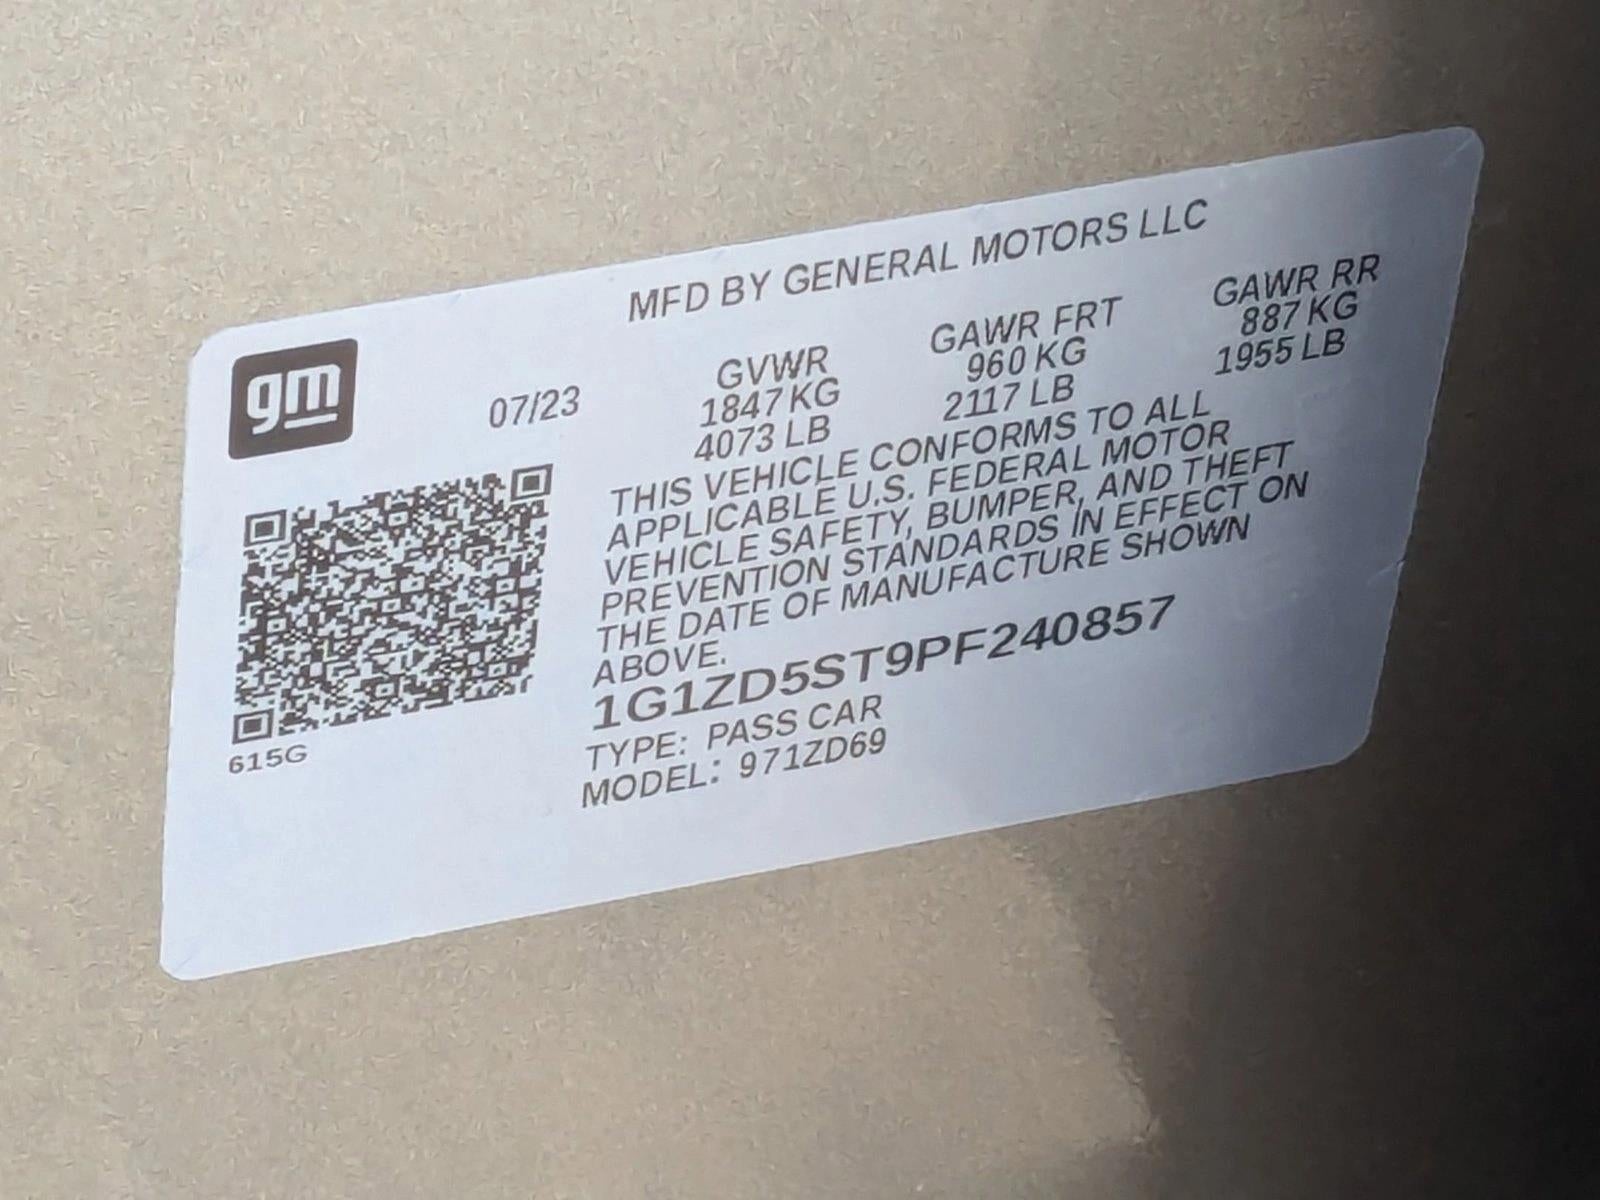 MFD BY GENERAL MOTORS LLC
gm
07/23
GVWR
1847 KG
4073 LB
GAWR FRT
960 KG
2117 LB
GAWR RR
887 KG
1955 LB
THIS VEHICLE CONFORMS TO ALL
APPLICABLE U.S. FEDERAL MOTOR
VEHICLE SAFETY, BUMPER, AND THEFT
PREVENTION STANDARDS IN EFFECT ON
THE DATE OF MANUFACTURE SHOWN
ABOVE.
1G1ZD5ST9PF240857
TYPE: PASS CAR
MODEL: 971ZD69
615G